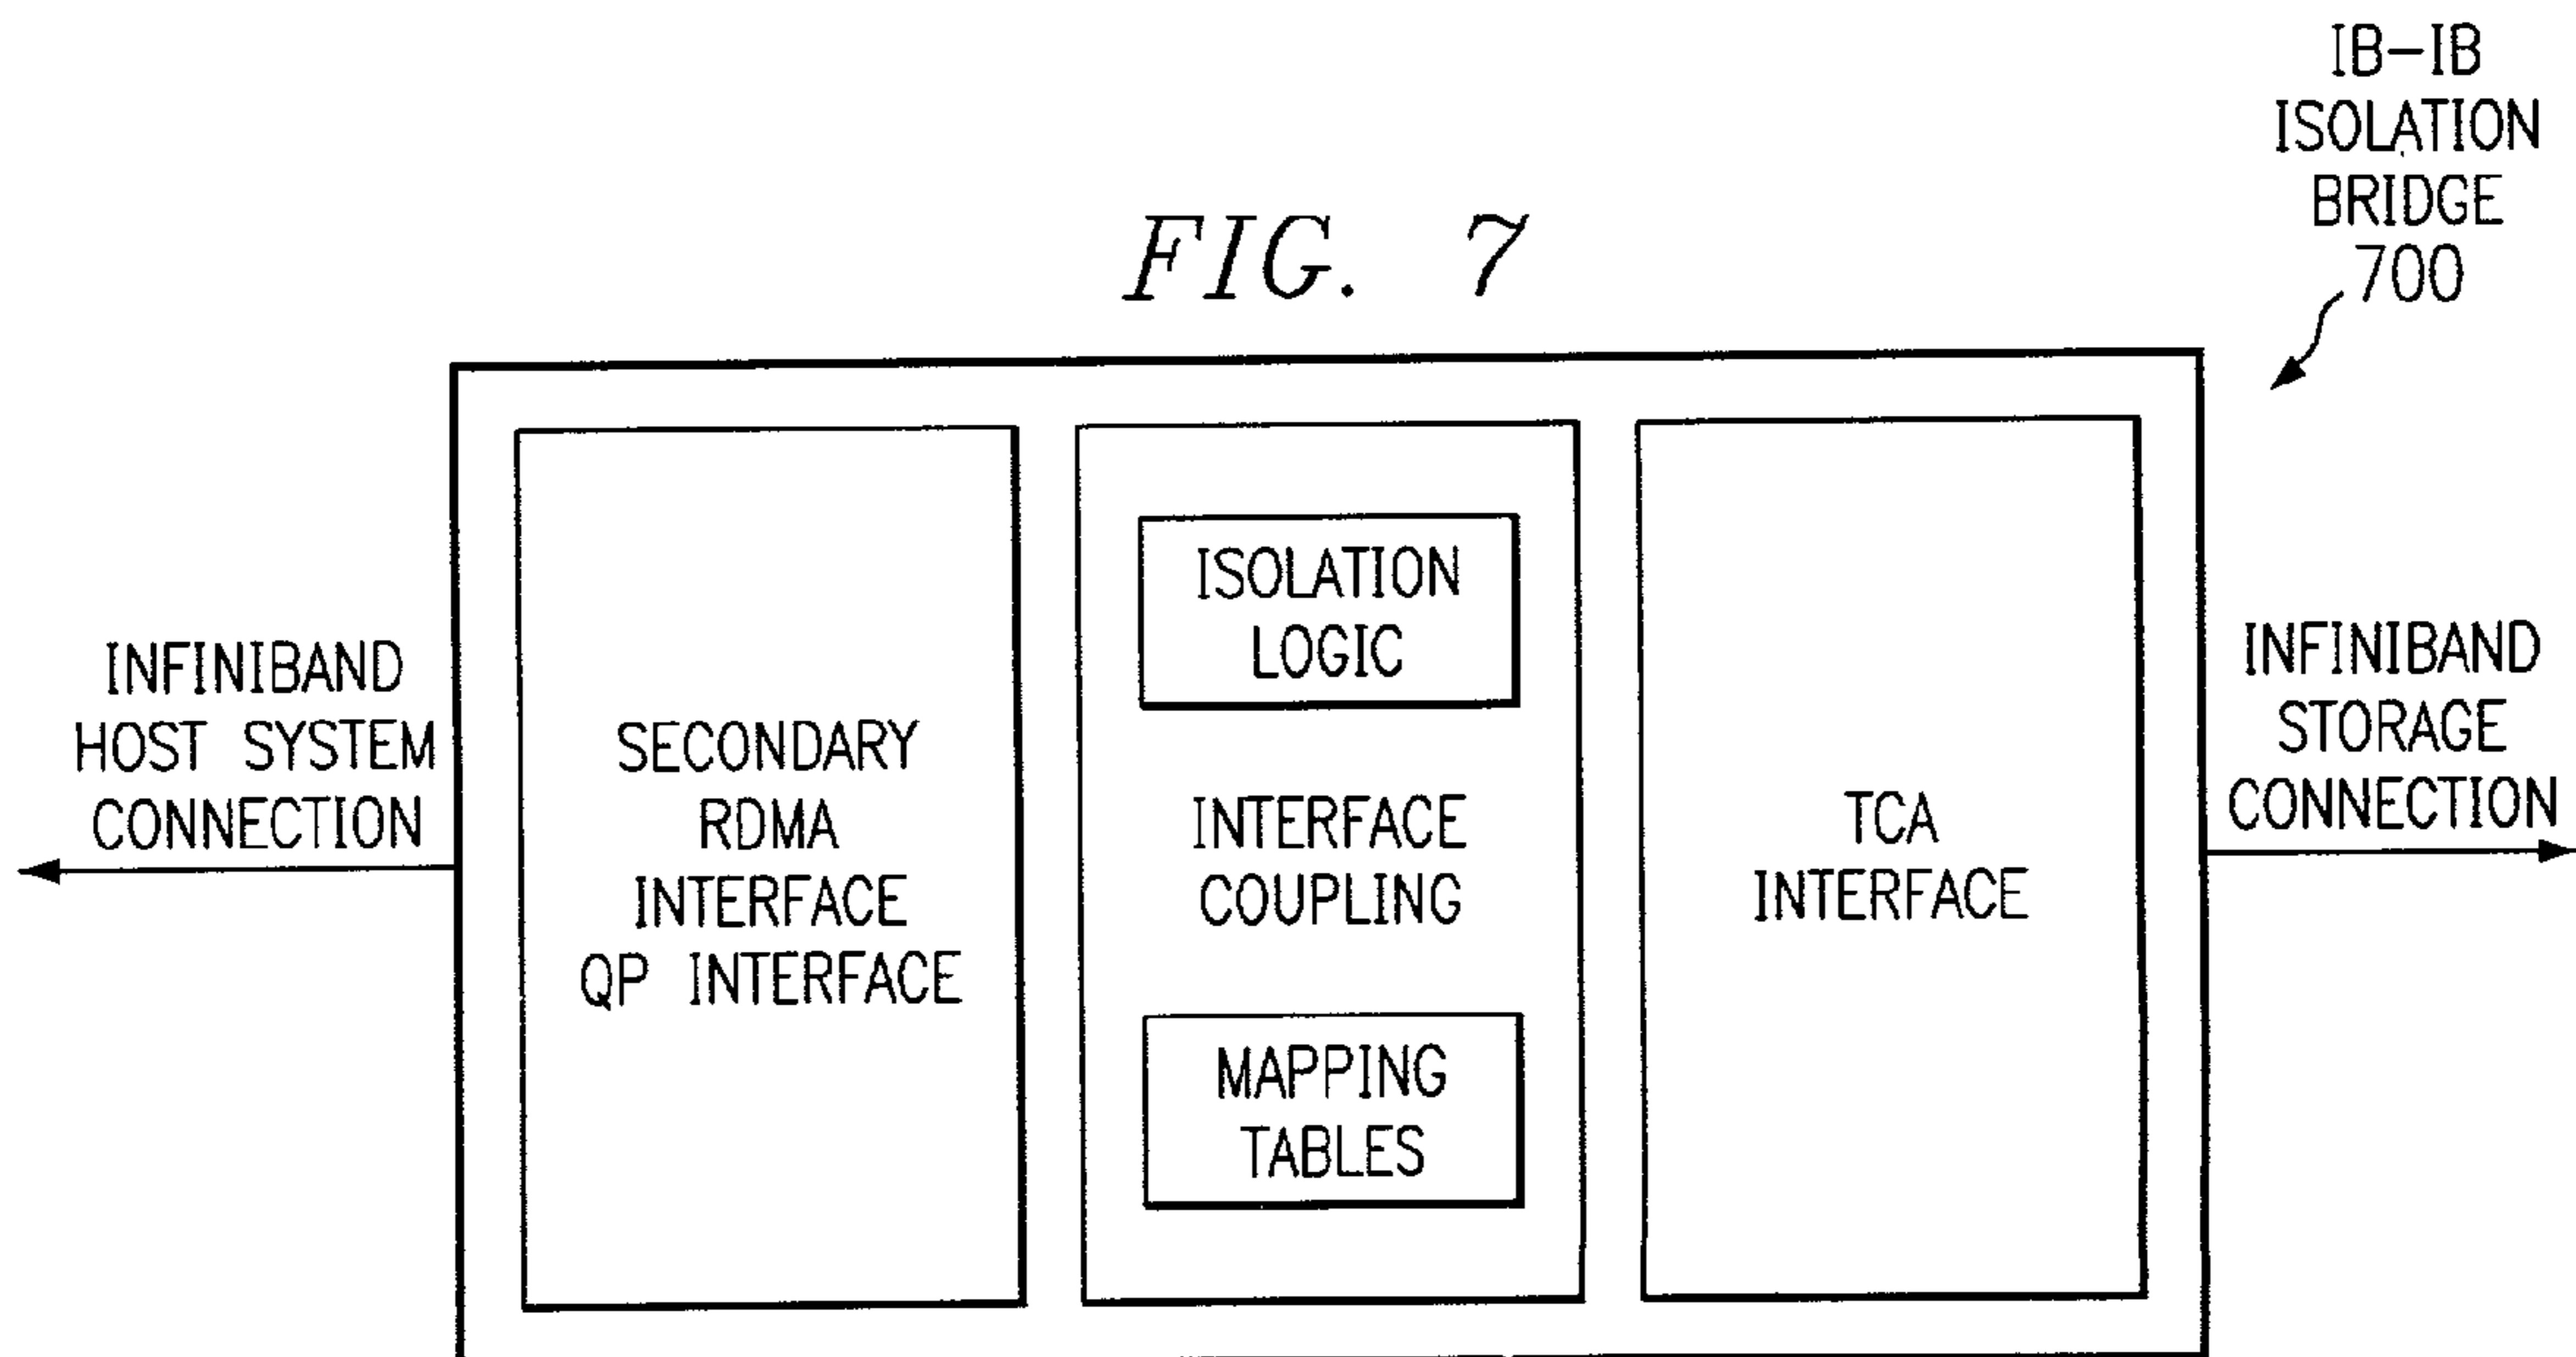 IB-IB
ISOLATION
BRIDGE
700
FIG. 7
INFINIBAND
HOST SYSTEM
CONNECTION
SECONDARY
RDMA
INTERFACE
QP INTERFACE
ISOLATION
LOGIC
INTERFACE
COUPLING
MAPPING
TABLES
TCA
INTERFACE
INFINIBAND
STORAGE
CONNECTION